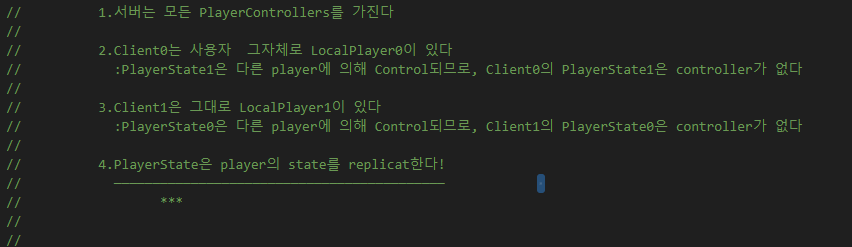 // 1.서버는 모든 PlayerControllers를 가진다
//
// 2.Client0는 사용자 그자체로 LocalPlayer0이 있다
// :PlayerState1은 다른 player에 의해 Control되므로, Client0의 PlayerState1은 controller가 없다
//
// 3.Client1은 그대로 LocalPlayer1이 있다
// :PlayerState0은 다른 player에 의해 Control되므로, Client1의 PlayerState0은 controller가 없다
//
// 4.PlayerState은 player의 state를 replicat한다!
// ___________________________________________
// ***
//
//